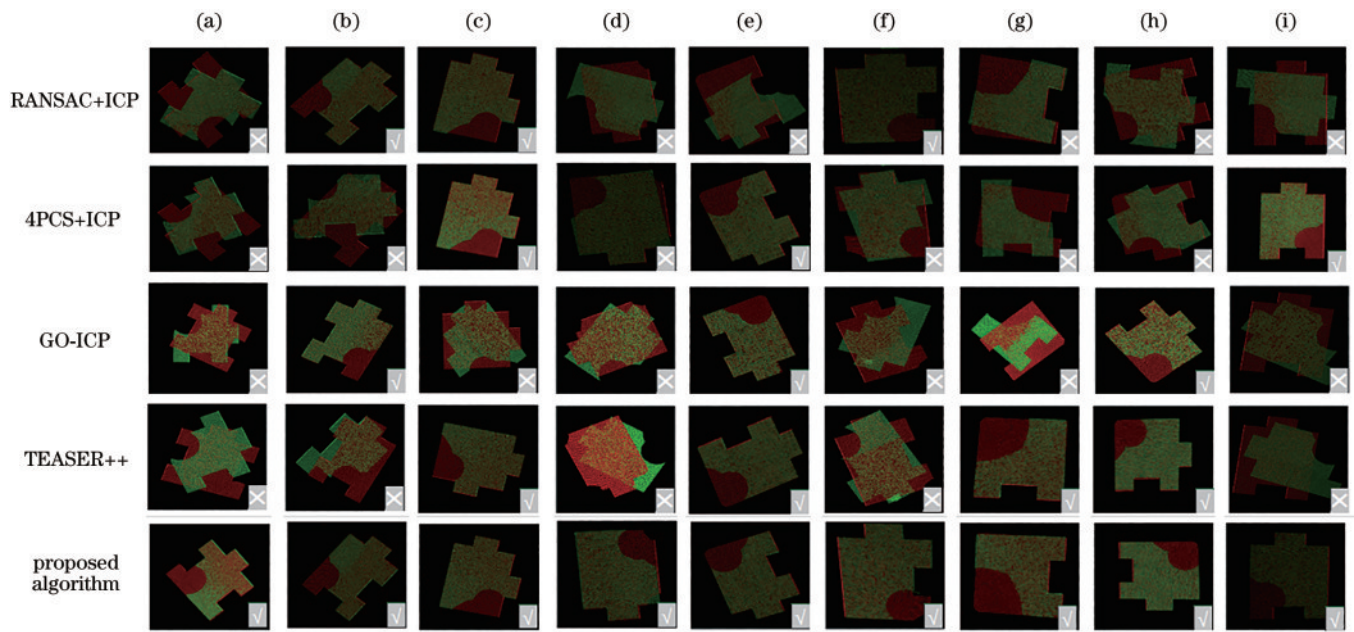 (a) (b) (c) (d) (e) (f) (g) (h) (i)
RANSAC+ICP × √ √ × × √ × × ×
4PCS+ICP × × √ × √ × × × √
GO-ICP × √ × × √ × × √ ×
TEASER++ × × √ × √ × √ √ ×
proposed
algorithm √ √ √ √ √ √ √ √ √